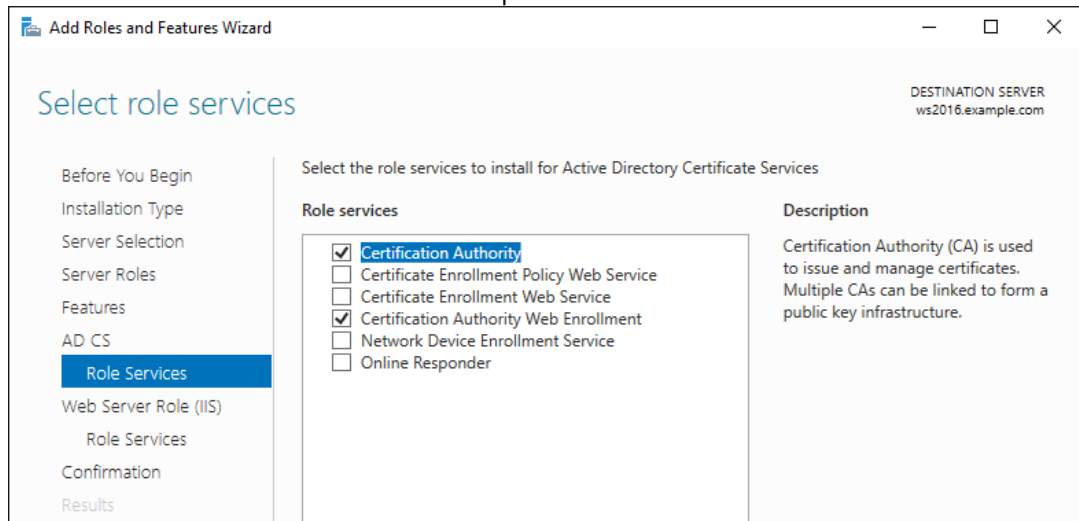 Add Roles and Features Wizard
Select role services
DESTINATION SERVER
ws2016.example.com
Before You Begin
Installation Type
Server Selection
Server Roles
Features
AD CS
Role Services
Web Server Role (IIS)
Role Services
Confirmation
Results
Select the role services to install for Active Directory Certificate Services
Role services
Certification Authority
Certificate Enrollment Policy Web Service
Certificate Enrollment Web Service
Certification Authority Web Enrollment
Network Device Enrollment Service
Online Responder
Description
Certification Authority (CA) is used
to issue and manage certificates.
Multiple CAs can be linked to form a
public key infrastructure.